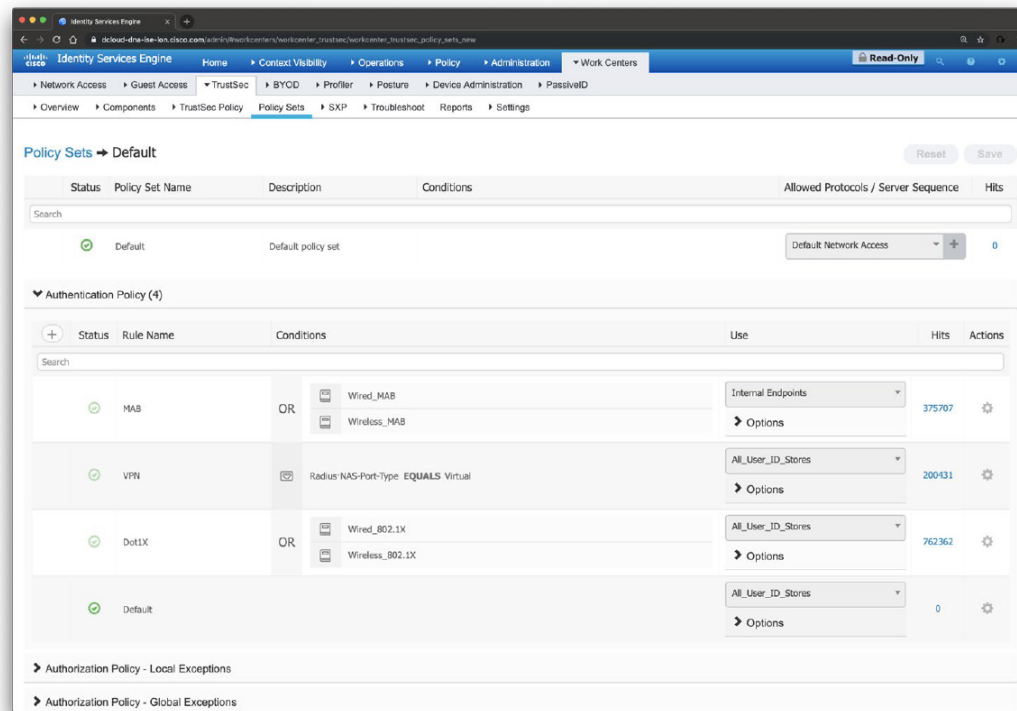 Identity Services Engine
dcloud-dna-ise-lon.cisco.com/admin/#workcenters/workcenter_trustsec/workcenter_trustsec_policy_sets_new
CISCO Identity Services Engine Home Context Visibility Operations Policy Administration Work Centers Read-Only
Network Access Guest Access TrustSec BYOD Profiler Posture Device Administration PassiveID
Overview Components TrustSec Policy Policy Sets SXP Troubleshoot Reports Settings
Policy Sets → Default Reset Save
Status Policy Set Name Description Conditions Allowed Protocols / Server Sequence Hits
Search
Default Default policy set Default Network Access + 0
Authentication Policy (4)
+ Status Rule Name Conditions Use Hits Actions
Search
MAB OR Wired_MAB Internal Endpoints 375707
Wireless_MAB Options
VPN Radius·NAS-Port-Type EQUALS Virtual All_User_ID_Stores 200431
Options
Dot1X OR Wired_802.1X All_User_ID_Stores 762362
Wireless_802.1X Options
Default All_User_ID_Stores 0
Options
Authorization Policy - Local Exceptions
Authorization Policy - Global Exceptions